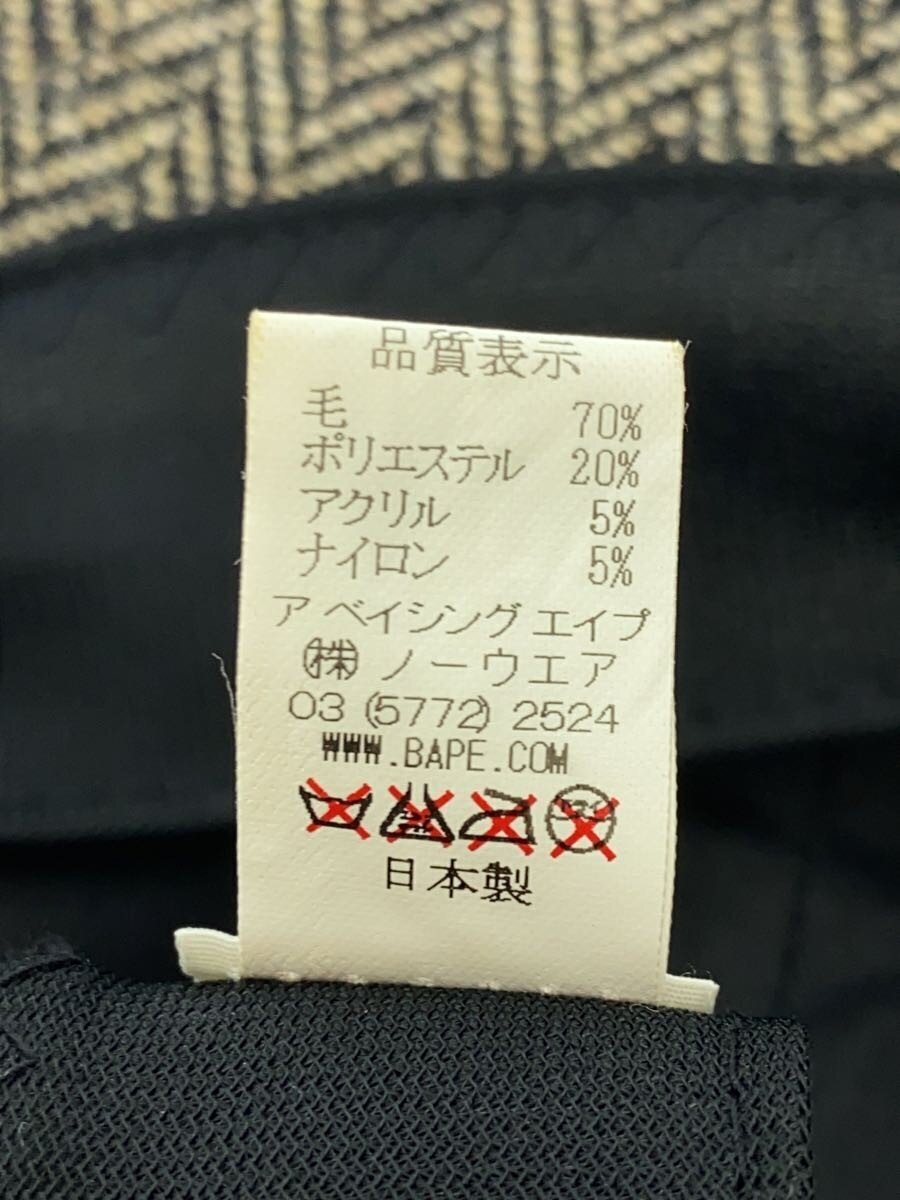 品質表示
毛 70%
ポリエステル 20%
アクリル 5%
ナイロン 5%
ア ベイシング エイプ
㈱ ノーウエア
03 (5772) 2524
WWW.BAPE.COM
日本製